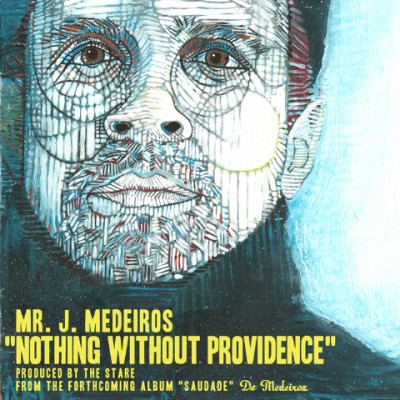 MR. J. MEDEIROS
"NOTHING WITHOUT PROVIDENCE"
PRODUCED BY THE STARE
FROM THE FORTHCOMING ALBUM "SAUDADE" De Medeiros